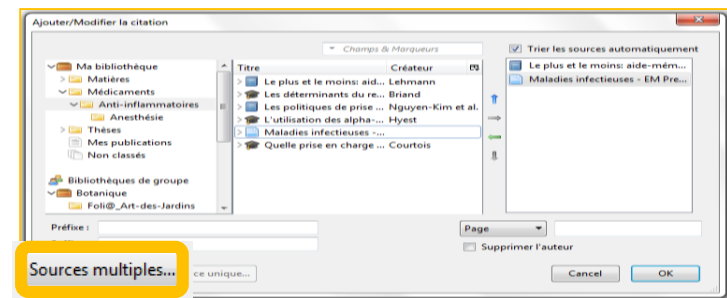 Ajouter/Modifier la citation
Champs & Marqueurs
Trier les sources automatiquement
Ma bibliothèque
Matières
Médicaments
Anti-inflammatoires
Anesthésie
Thèses
Mes publications
Non classés
Bibliothèques de groupe
Botanique
Foli@_Art-des-Jardins
Titre Créateur
Le plus et le moins: aid... Lehmann
Les déterminants du re... Briand
Les politiques de prise ... Nguyen-Kim et al.
L'utilisation des alpha-... Hyest
Maladies infectieuses -...
Quelle prise en charge ... Courtois
Le plus et le moins: aide-mém...
Maladies infectieuses - EM Pre...
Préfixe :
Page
Supprimer l'auteur
Sources multiples...
ce unique...
Cancel
OK